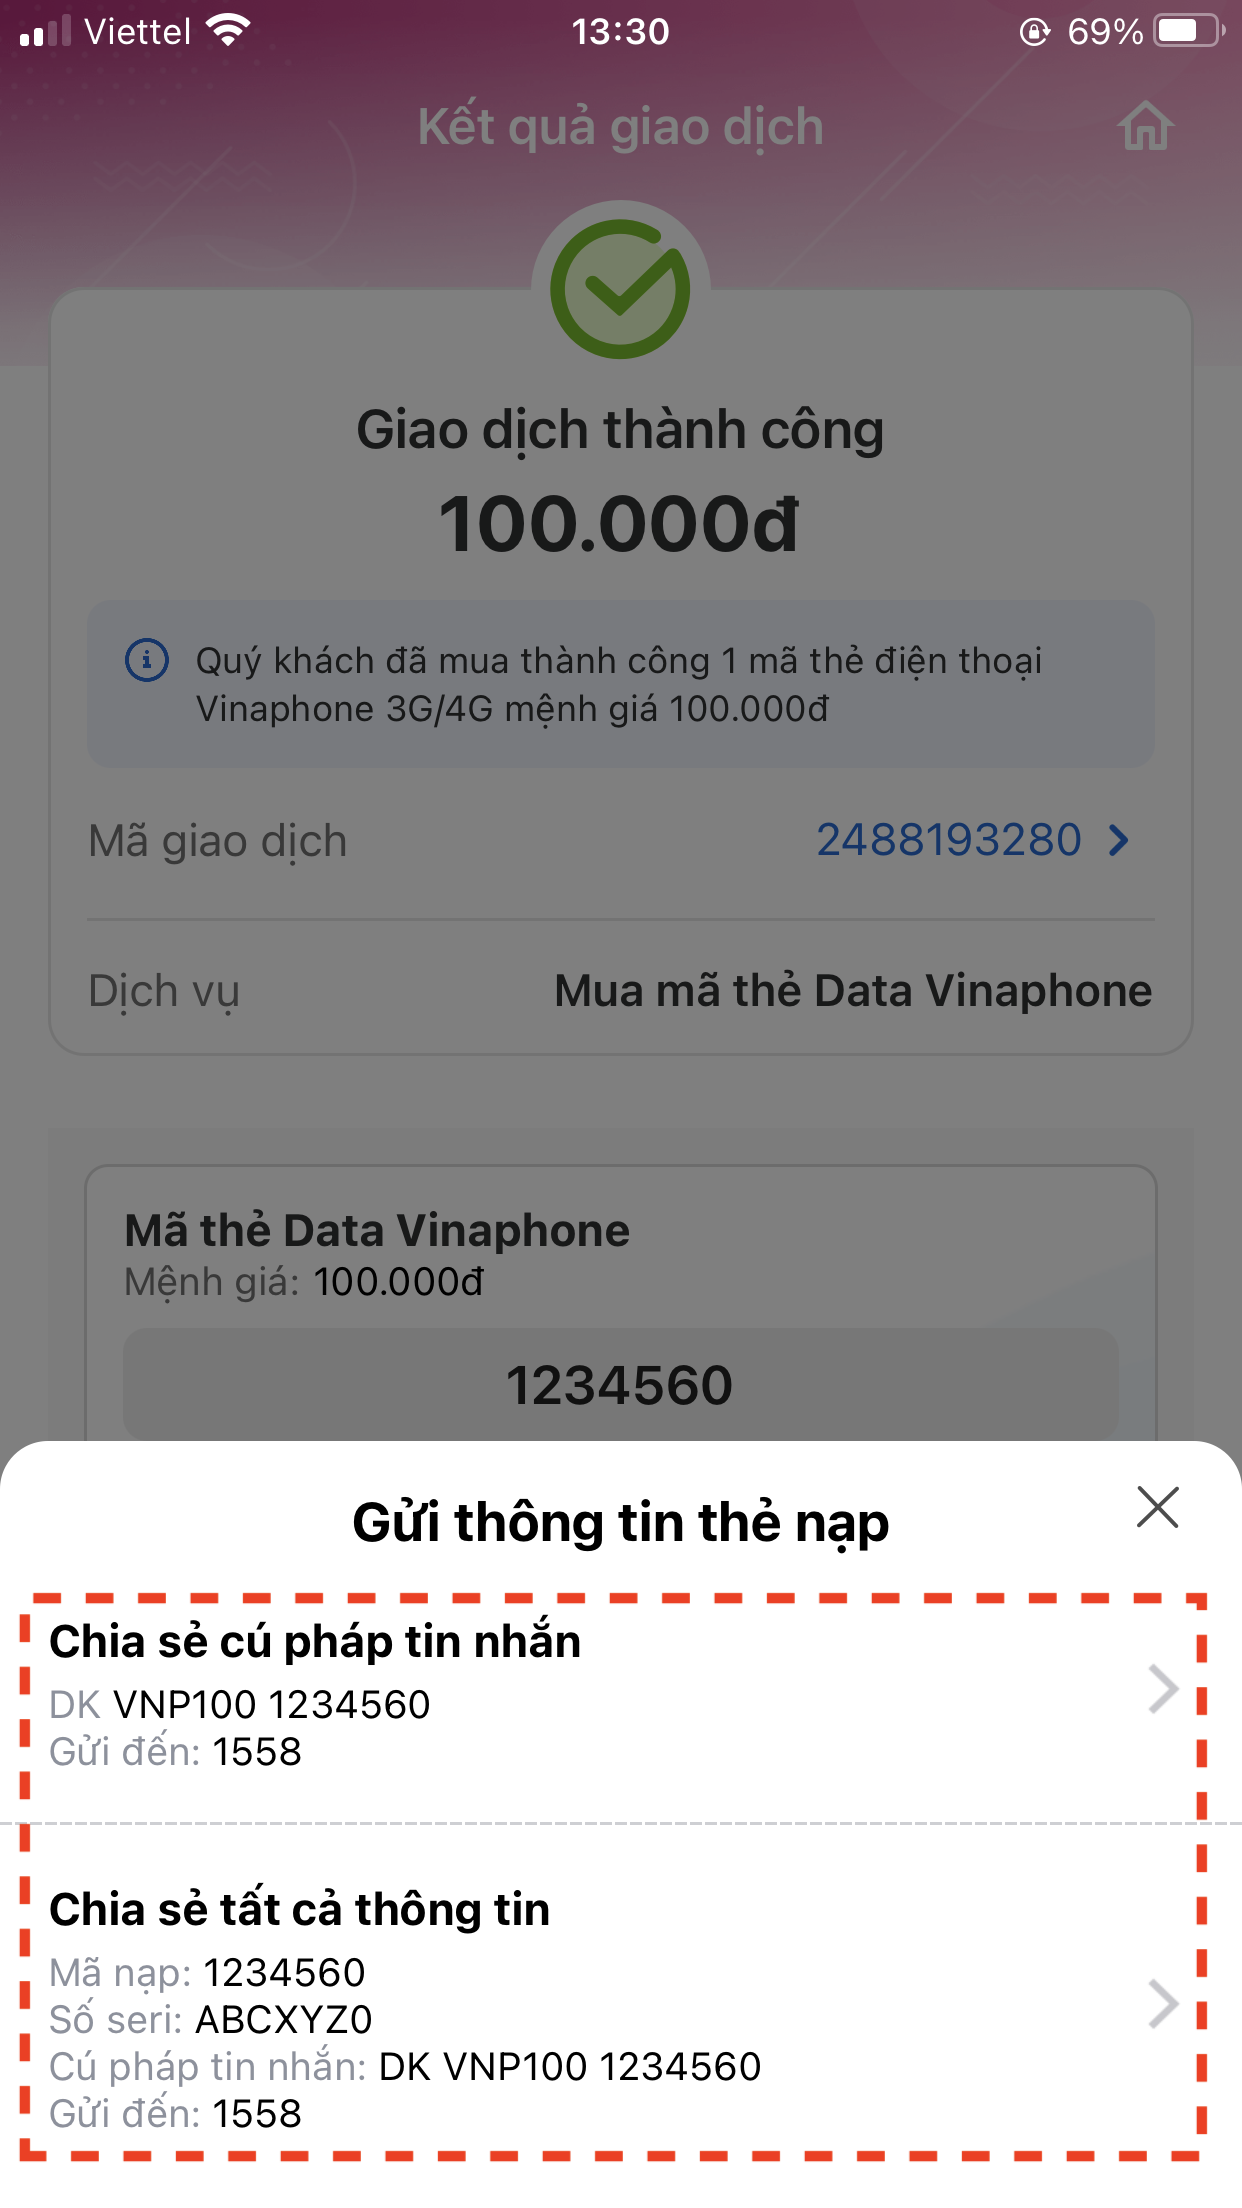 Viettel 13:30 69%
Kết quả giao dịch
Giao dịch thành công
100.000đ
Quý khách đã mua thành công 1 mã thẻ điện thoại
Vinaphone 3G/4G mệnh giá 100.000đ
Mã giao dịch 2488193280
Dịch vụ Mua mã thẻ Data Vinaphone
Mã thẻ Data Vinaphone
Mệnh giá: 100.000đ
1234560
Gửi thông tin thẻ nạp
Chia sẻ cú pháp tin nhắn
DK VNP100 1234560
Gửi đến: 1558
Chia sẻ tất cả thông tin
Mã nạp: 1234560
Số seri: ABCXYZ0
Cú pháp tin nhắn: DK VNP100 1234560
Gửi đến: 1558